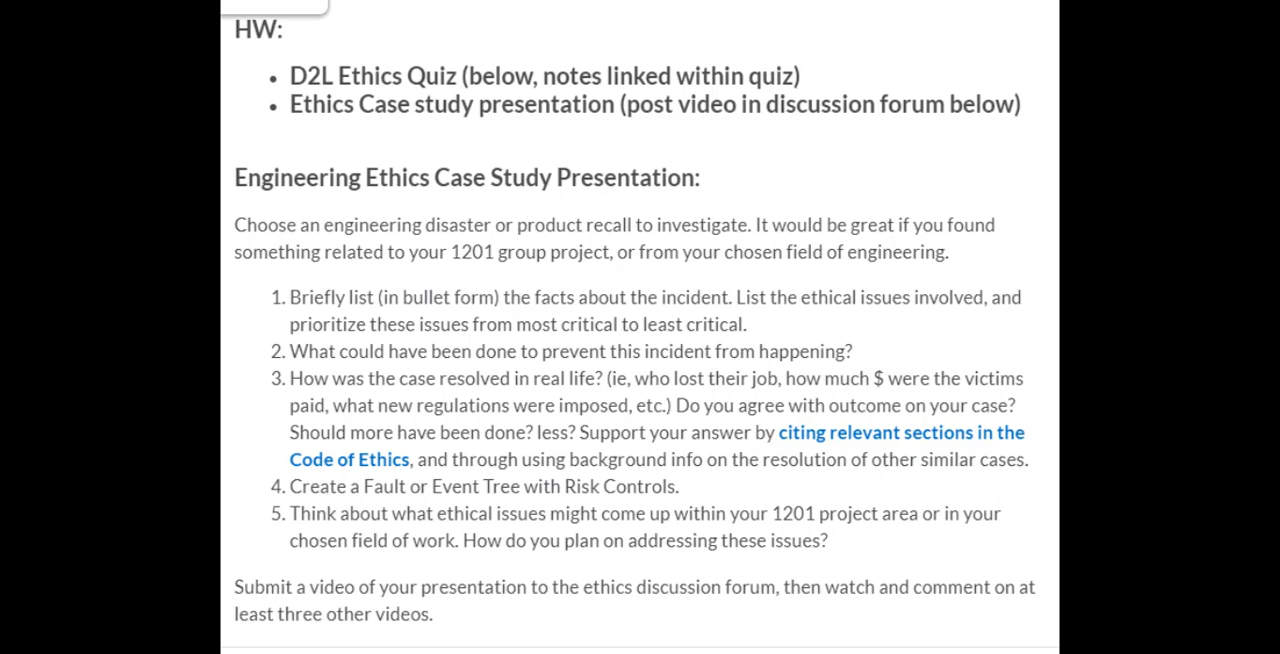 HW:
• D2L Ethics Quiz (below, notes linked within quiz)
• Ethics Case study presentation (post video in discussion forum below)
Engineering Ethics Case Study Presentation:
Choose an engineering disaster or product recall to investigate. It would be great if you found
something related to your 1201 group project, or from your chosen field of engineering.
1. Briefly list (in bullet form) the facts about the incident. List the ethical issues involved, and
prioritize these issues from most critical to least critical.
2. What could have been done to prevent this incident from happening?
3. How was the case resolved in real life? (ie, who lost their job, how much $ were the victims
paid, what new regulations were imposed, etc.) Do you agree with outcome on your case?
Should more have been done? less? Support your answer by citing relevant sections in the
Code of Ethics, and through using background info on the resolution of other similar cases.
4. Create a Fault or Event Tree with Risk Controls.
5. Think about what ethical issues might come up within your 1201 project area or in your
chosen field of work. How do you plan on addressing these issues?
Submit a video of your presentation to the ethics discussion forum, then watch and comment on at
least three other videos.